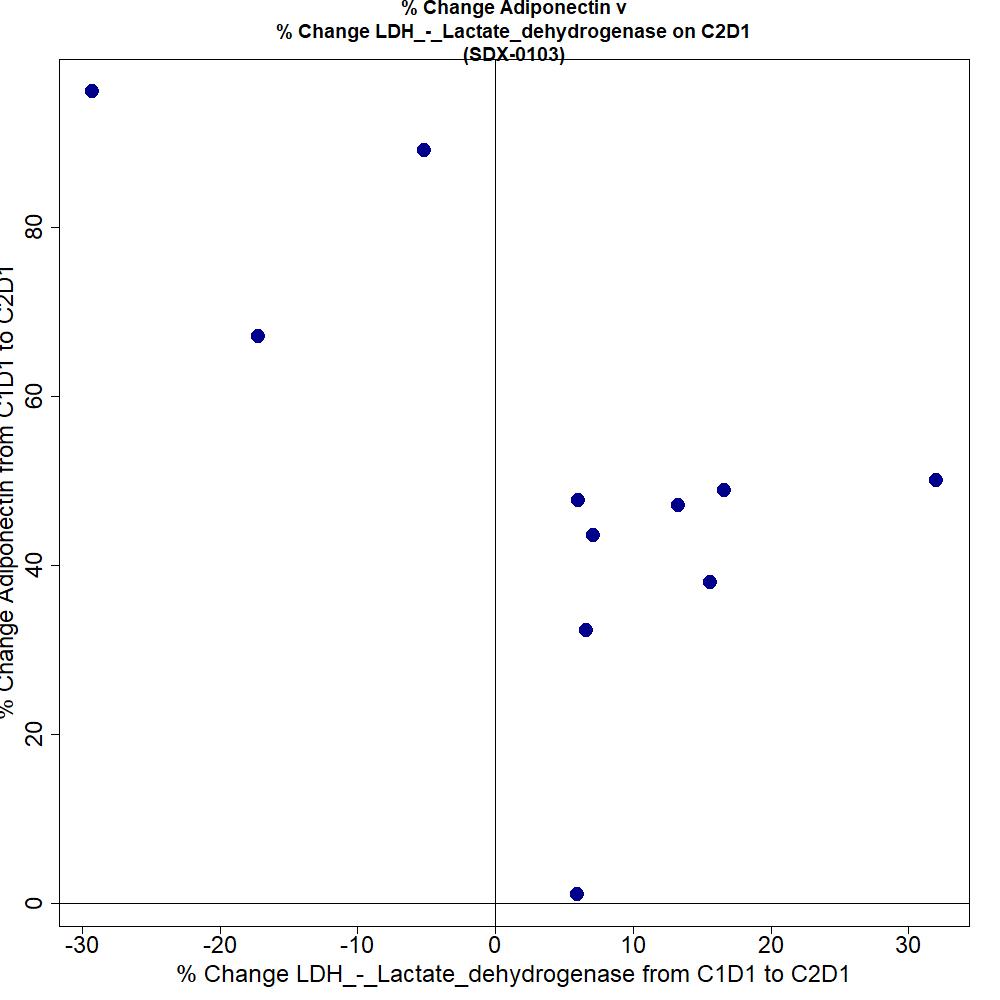 % Change Adiponectin v
% Change LDH_-_Lactate_dehydrogenase on C2D1
(SDX-0103)
% Change Adiponectin from C1D1 to C2D1
80
60
40
20
0
-30 -20 -10 0 10 20 30
% Change LDH_-_Lactate_dehydrogenase from C1D1 to C2D1